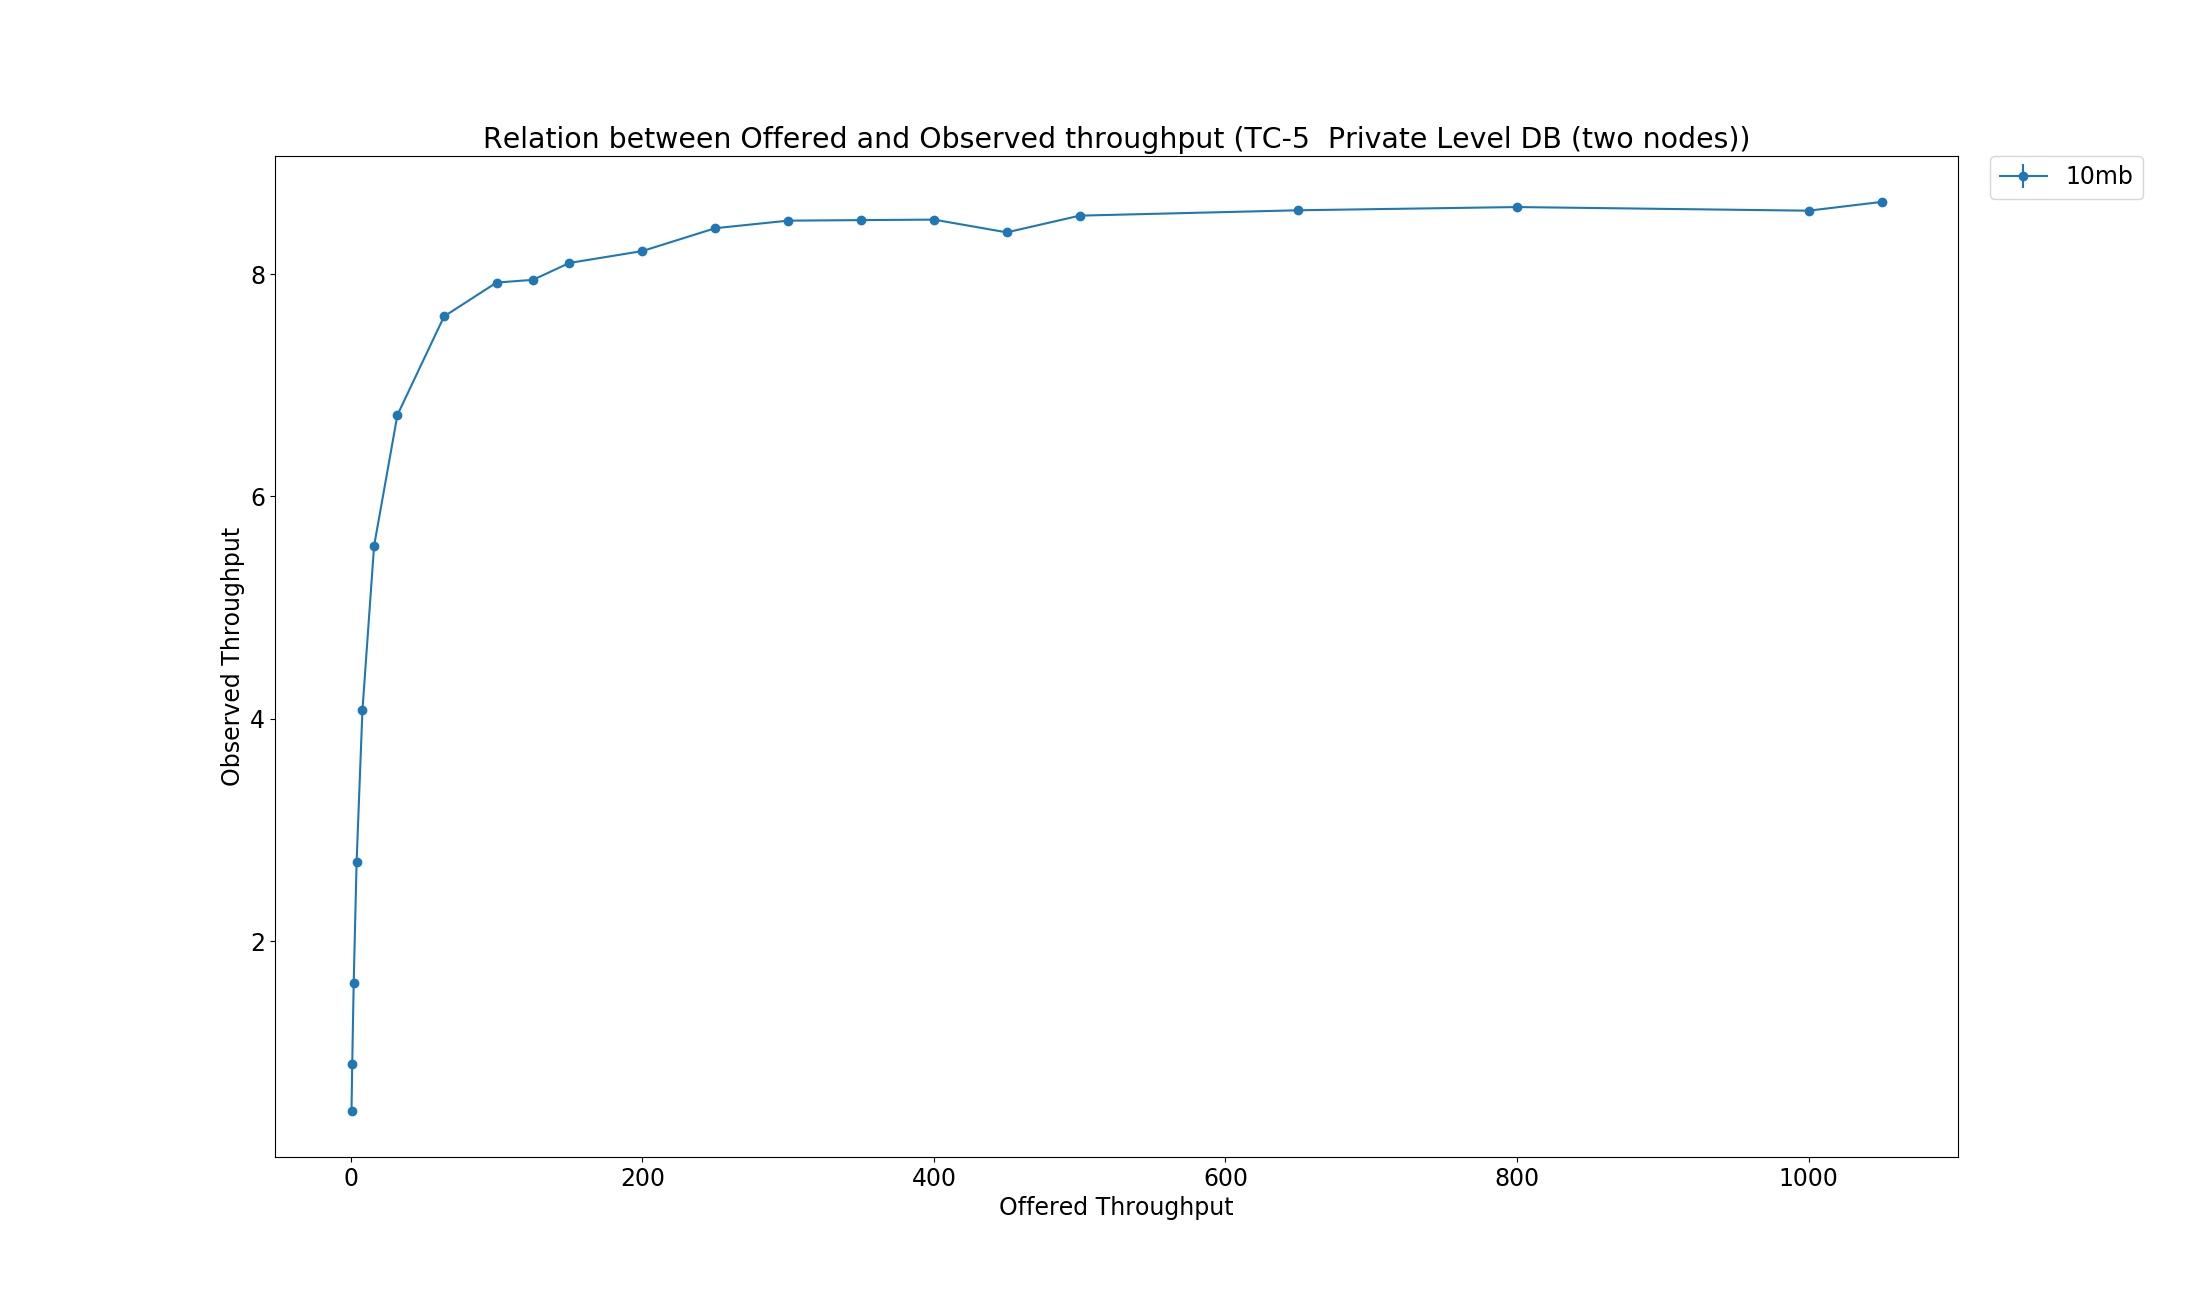 Relation between Offered and Observed throughput (TC-5  Private Level DB (two nodes))
10mb
8
6
4
2
Observed Throughput
0 200 400 600 800 1000
Offered Throughput